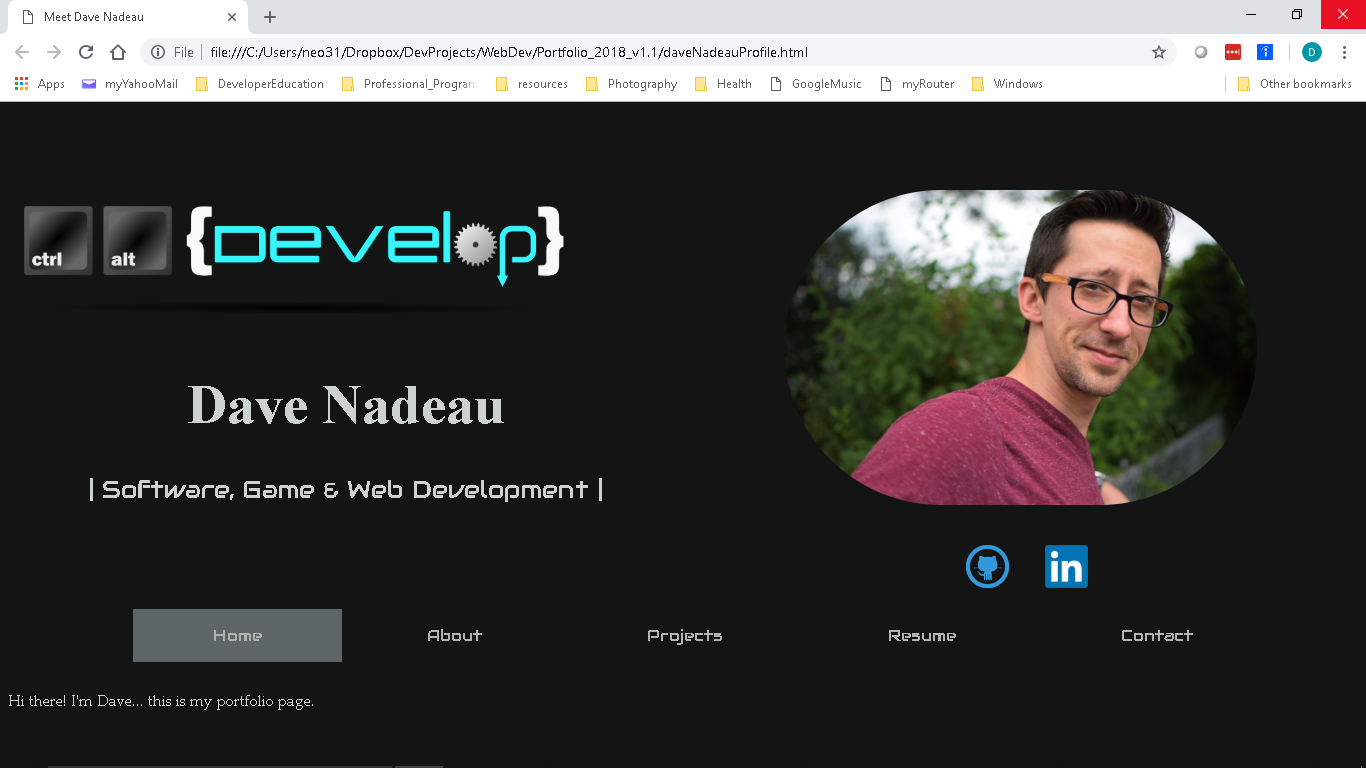 Meet Dave Nadeau
File file:///C:/Users/neo31/Dropbox/DevProjects/WebDev/Portfolio_2018_v1.1/daveNadeauProfile.html D
Apps myYahooMail DeveloperEducation Professional_Program resources Photography Health GoogleMusic myRouter Windows Other bookmarks
ctrl alt {Develop}
Dave Nadeau
| Software, Game & Web Development |
in
Home About Projects Resume Contact
Hi there! I'm Dave... this is my portfolio page.